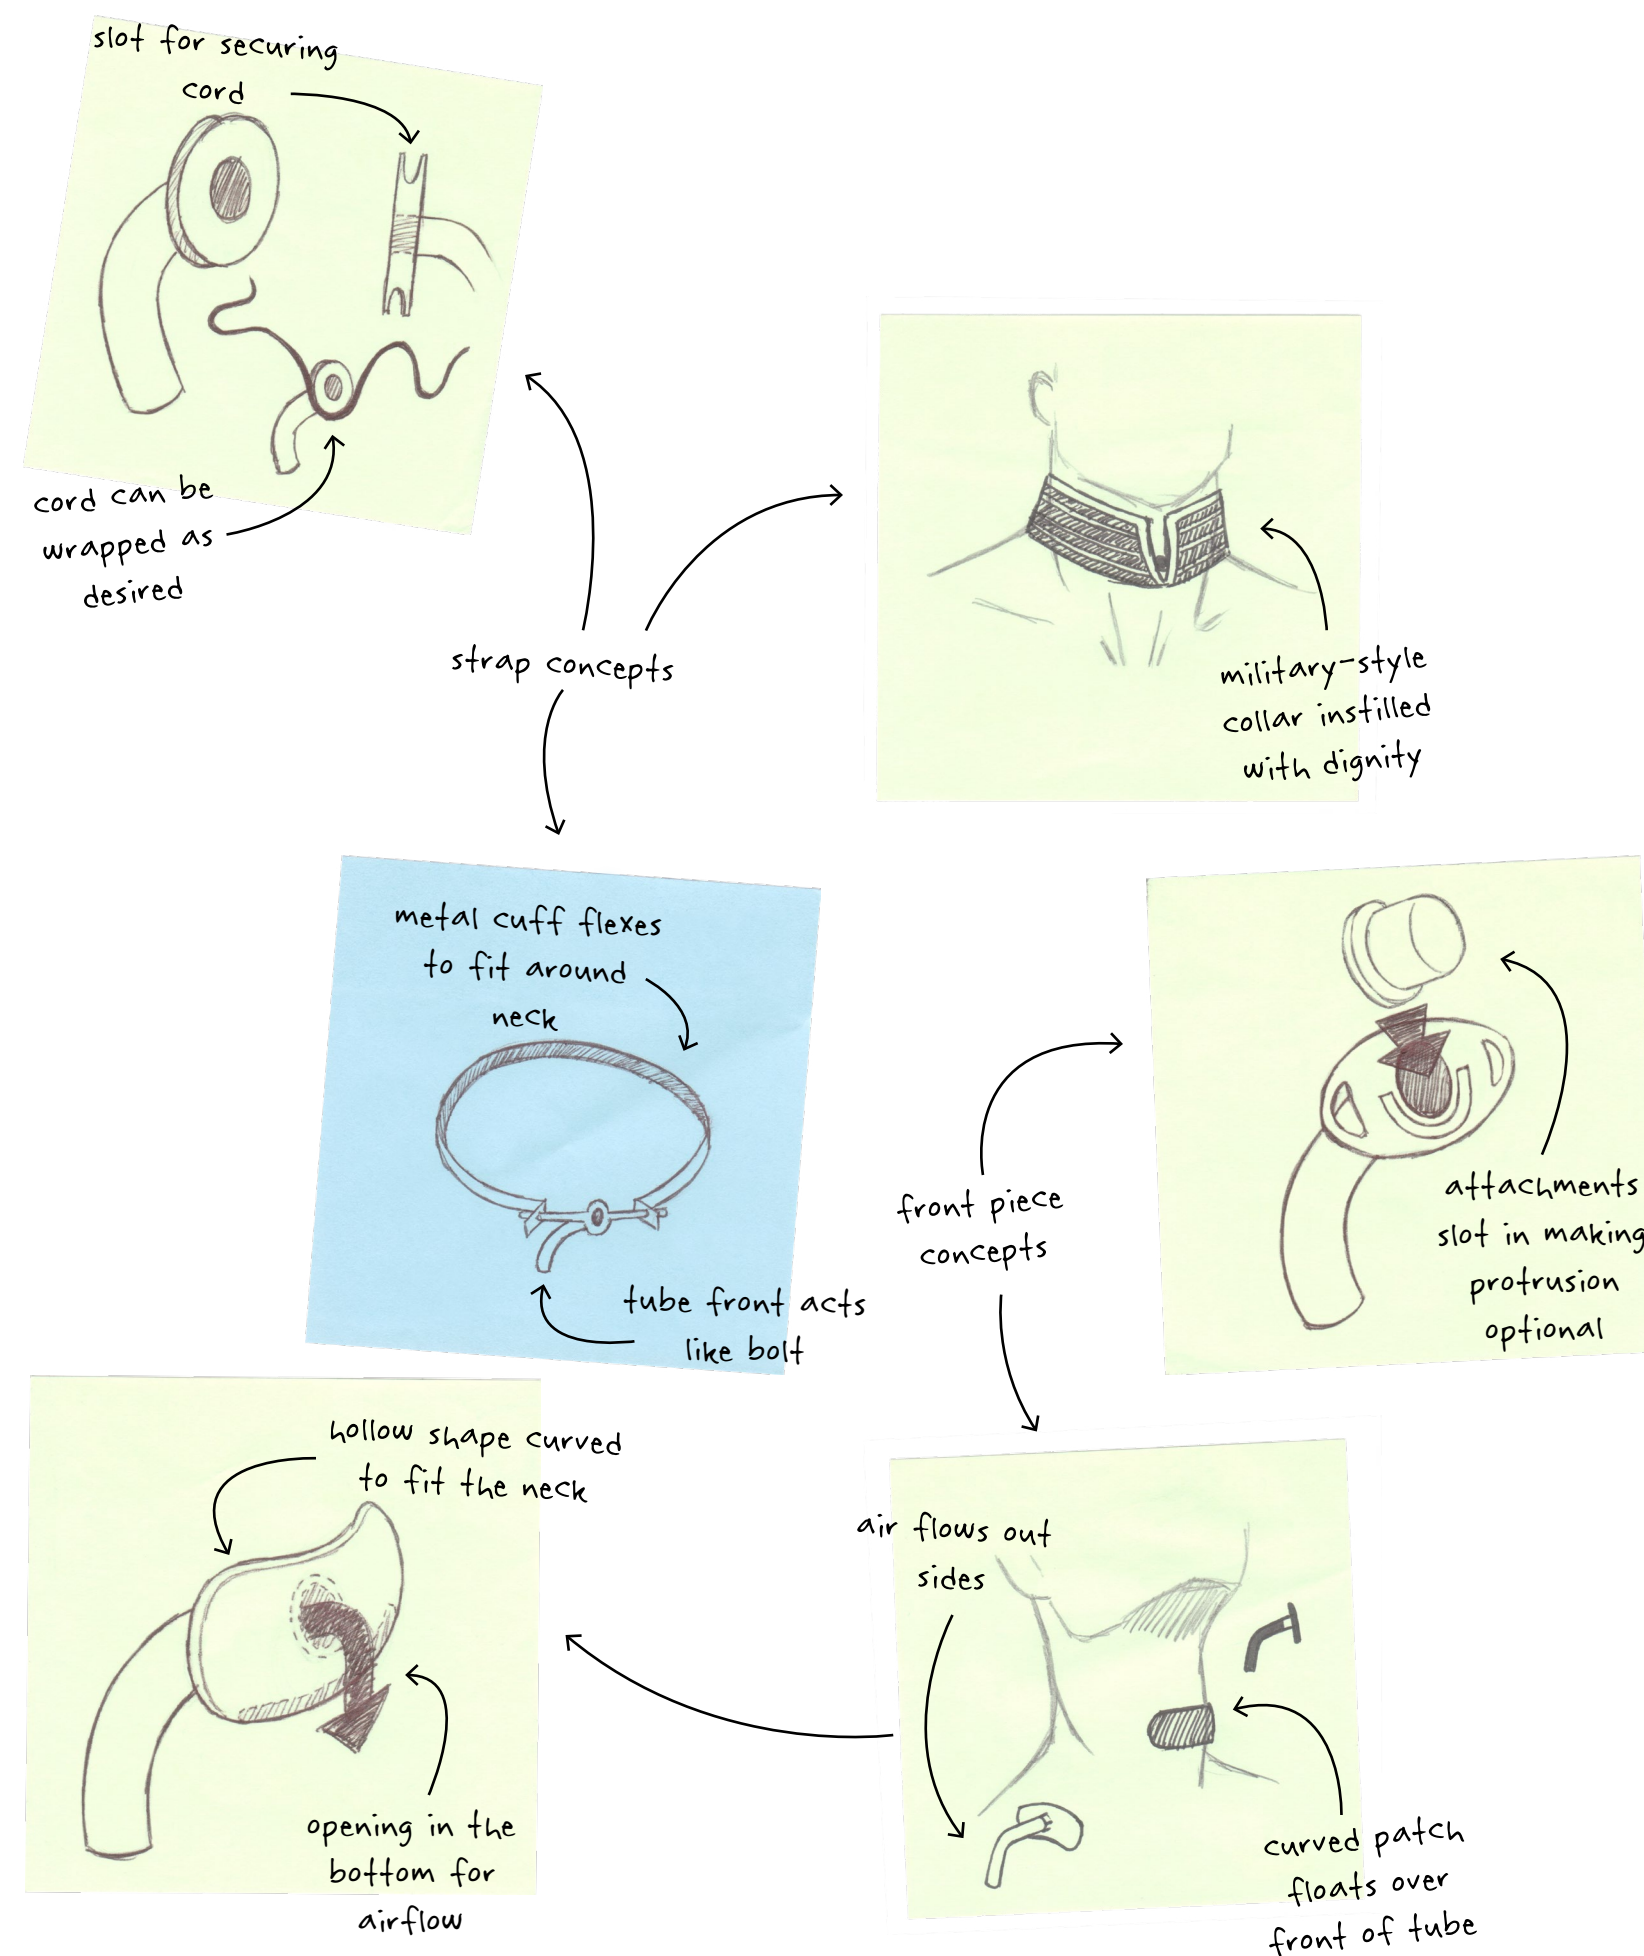 slot for securing
cord
cord can be
wrapped as
desired
strap concepts
military-style
collar instilled
with dignity
metal cuff flexes
to fit around
neck
tube front acts
like bolt
front piece
concepts
attachments
slot in making
protrusion
optional
hollow shape curved
to fit the neck
opening in the
bottom for
airflow
air flows out
sides
curved patch
floats over
front of tube